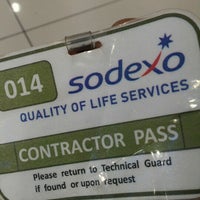 014
sodexo
QUALITY OF LIFE SERVICES
CONTRACTOR PASS
Please return to Technical Guard
if found or upon request